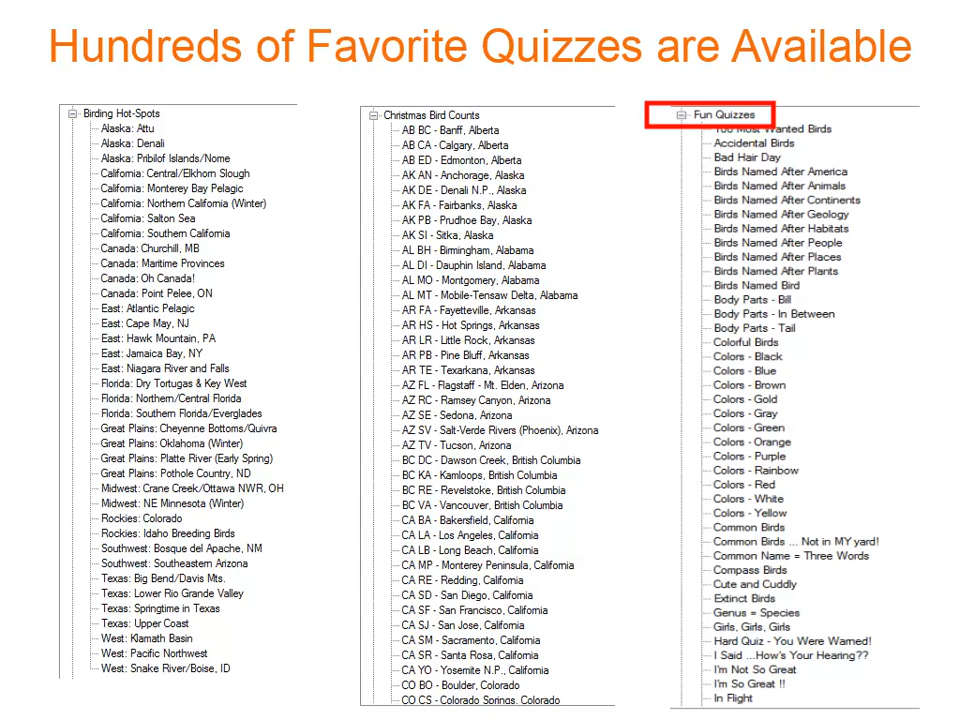 Hundreds of Favorite Quizzes are Available
Birding Hot-Spots
Alaska: Attu
Alaska: Denali
Alaska: Pribilof Islands/Nome
California: Central/Elkhorn Slough
California: Monterey Bay Pelagic
California: Northern California (Winter)
California: Salton Sea
California: Southern California
Canada: Churchill, MB
Canada: Maritime Provinces
Canada: Oh Canada!
Canada: Point Pelee, ON
East: Atlantic Pelagic
East: Cape May, NJ
East: Hawk Mountain, PA
East: Jamaica Bay, NY
East: Niagara River and Falls
Florida: Dry Tortugas & Key West
Florida: Northern/Central Florida
Florida: Southern Florida/Everglades
Great Plains: Cheyenne Bottoms/Quivra
Great Plains: Oklahoma (Winter)
Great Plains: Platte River (Early Spring)
Great Plains: Pothole Country, ND
Midwest: Crane Creek/Ottawa NWR, OH
Midwest: NE Minnesota (Winter)
Rockies: Colorado
Rockies: Idaho Breeding Birds
Southwest: Bosque del Apache, NM
Southwest: Southeastern Arizona
Texas: Big Bend/Davis Mts.
Texas: Lower Rio Grande Valley
Texas: Springtime in Texas
Texas: Upper Coast
West: Klamath Basin
West: Pacific Northwest
West: Snake River/Boise, ID
Christmas Bird Counts
AB BC - Banff, Alberta
AB CA - Calgary, Alberta
AB ED - Edmonton, Alberta
AK AN - Anchorage, Alaska
AK DE - Denali N.P., Alaska
AK FA - Fairbanks, Alaska
AK PB - Prudhoe Bay, Alaska
AK SI - Sitka, Alaska
AL BH - Birmingham, Alabama
AL DI - Dauphin Island, Alabama
AL MO - Montgomery, Alabama
AL MT - Mobile-Tensaw Delta, Alabama
AR FA - Fayetteville, Arkansas
AR HS - Hot Springs, Arkansas
AR LR - Little Rock, Arkansas
AR PB - Pine Bluff, Arkansas
AR TE - Texarkana, Arkansas
AZ FL - Flagstaff - Mt. Elden, Arizona
AZ RC - Ramsey Canyon, Arizona
AZ SE - Sedona, Arizona
AZ SV - Salt-Verde Rivers (Phoenix), Arizona
AZ TV - Tucson, Arizona
BC DC - Dawson Creek, British Columbia
BC KA - Kamloops, British Columbia
BC RE - Revelstoke, British Columbia
BC VA - Vancouver, British Columbia
CA BA - Bakersfield, California
CA LA - Los Angeles, California
CA LB - Long Beach, California
CA MP - Monterey Peninsula, California
CA RE - Redding, California
CA SD - San Diego, California
CA SF - San Francisco, California
CA SJ - San Jose, California
CA SM - Sacramento, California
CA SR - Santa Rosa, California
CA YO - Yosemite N.P., California
CO BO - Boulder, Colorado
CO CS - Colorado Springs, Colorado
Fun Quizzes
You Most Wanted Birds
Accidental Birds
Bad Hair Day
Birds Named After America
Birds Named After Animals
Birds Named After Continents
Birds Named After Geology
Birds Named After Habitats
Birds Named After People
Birds Named After Places
Birds Named After Plants
Birds Named Bird
Body Parts - Bill
Body Parts - In Between
Body Parts - Tail
Colorful Birds
Colors - Black
Colors - Blue
Colors - Brown
Colors - Gold
Colors - Gray
Colors - Green
Colors - Orange
Colors - Purple
Colors - Rainbow
Colors - Red
Colors - White
Colors - Yellow
Common Birds
Common Birds ... Not in MY yard!
Common Name = Three Words
Compass Birds
Cute and Cuddly
Extinct Birds
Genus = Species
Girls, Girls, Girls
Hard Quiz - You Were Warned!
I Said ...How's Your Hearing??
I'm Not So Great
I'm So Great !!
In Flight